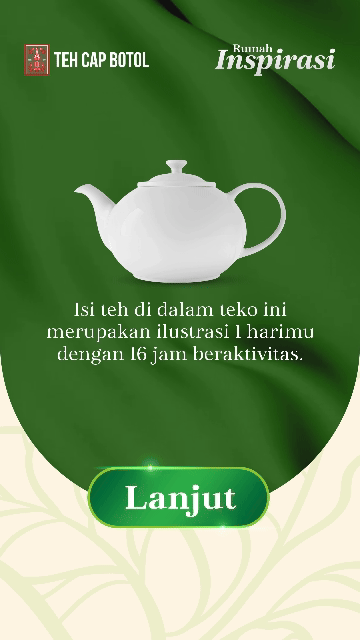 TEH CAP BOTOL
Rumah
Inspirasi
Isi teh di dalam teko ini
merupakan ilustrasi 1 harimu
dengan 16 jam beraktivitas.
Lanjut